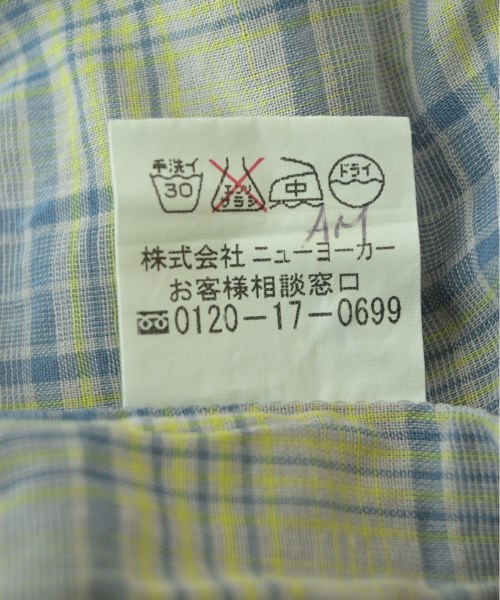 手洗イ 30 エンソ サラシ 中 ドライ
Art
株式会社 ニューヨーカー
お客様相談窓口
0120-17-0699